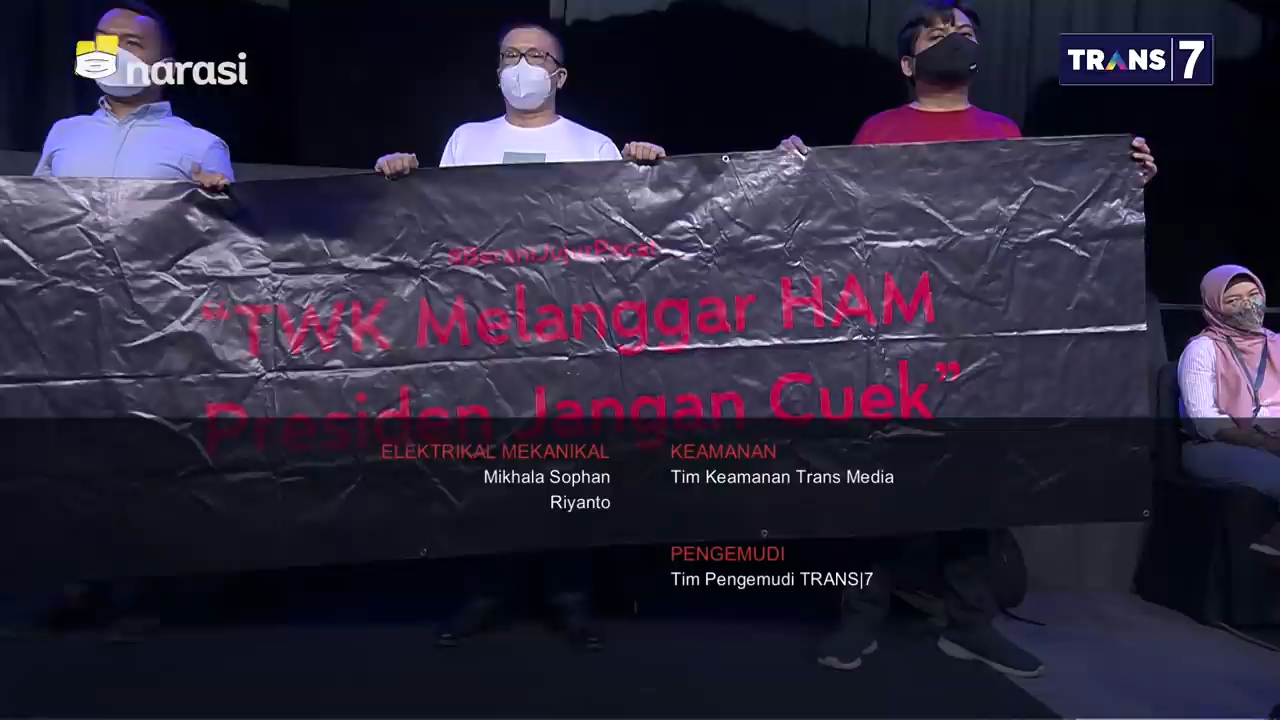 narasi
TRANS 7
#BeraniJujurPecat
"TWK Melanggar HAM
Presiden Jangan Cuek"
ELEKTRIKAL MEKANIKAL
Mikhala Sophan
Riyanto
KEAMANAN
Tim Keamanan Trans Media
PENGEMUDI
Tim Pengemudi TRANS|7